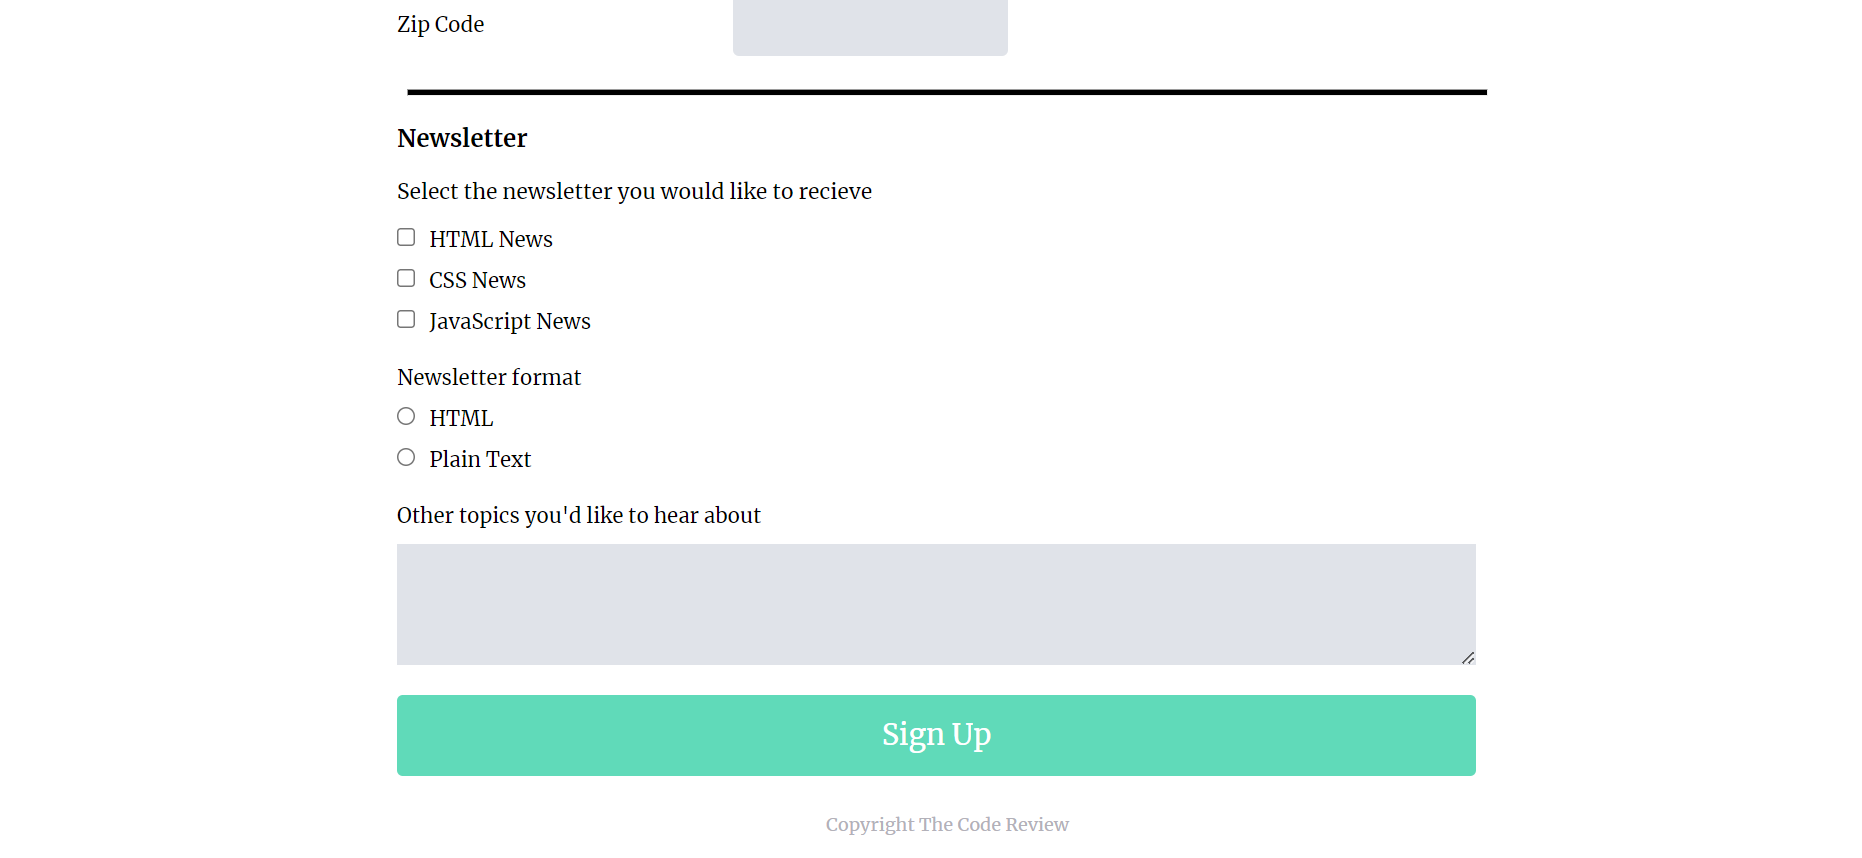 Zip Code
Newsletter
Select the newsletter you would like to recieve
HTML News
CSS News
JavaScript News
Newsletter format
HTML
Plain Text
Other topics you'd like to hear about
Sign Up
Copyright The Code Review